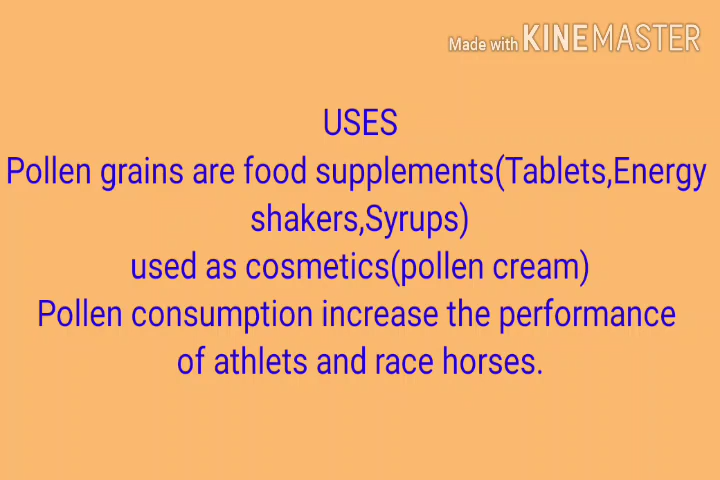 Made with KINEMASTER
USES
Pollen grains are food supplements(Tablets,Energy
shakers,Syrups)
used as cosmetics(pollen cream)
Pollen consumption increase the performance
of athlets and race horses.